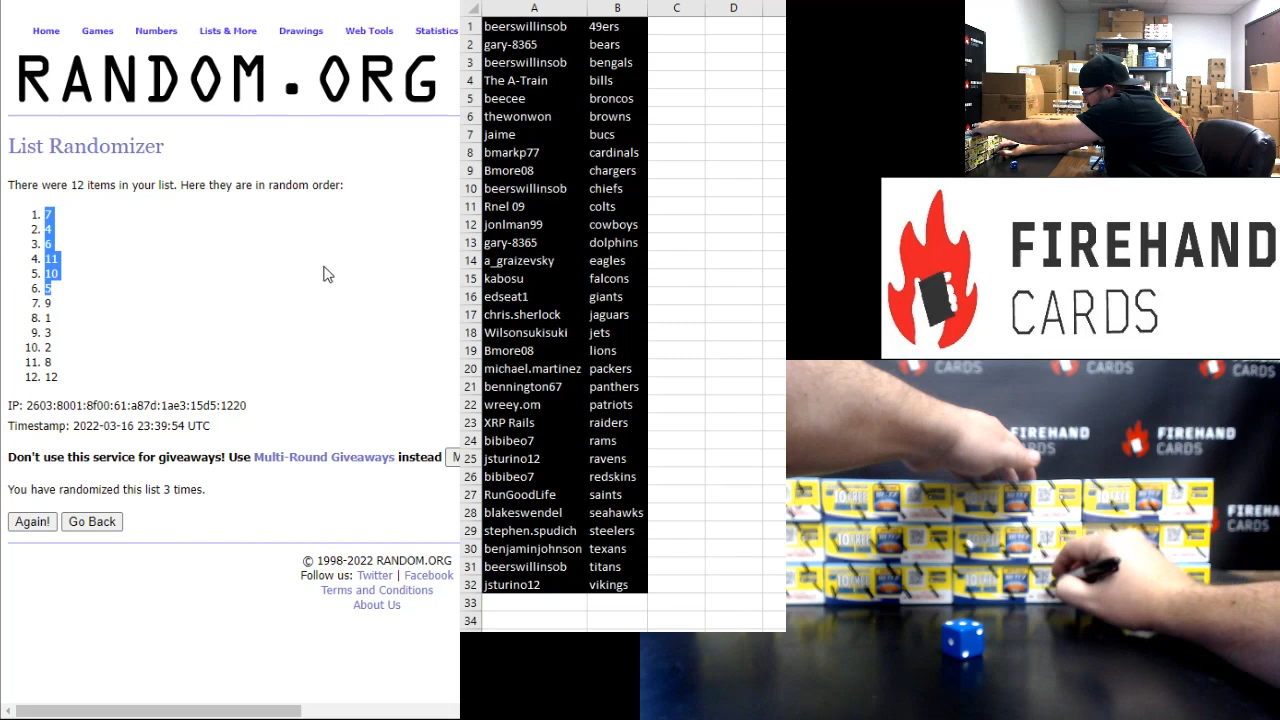 Home Games Numbers Lists & More Drawings Web Tools Statistics
RANDOM.ORG
List Randomizer
There were 12 items in your list. Here they are in random order:
1. 7
2. 4
3. 6
4. 11
5. 10
6. 5
7. 9
8. 1
9. 3
10. 2
11. 8
12. 12
IP: 2603:8001:8f00:61:a87d:1ae3:15d5:1220
Timestamp: 2022-03-16 23:39:54 UTC
Don't use this service for giveaways! Use Multi-Round Giveaways instead
You have randomized this list 3 times.
Again! Go Back
© 1998-2022 RANDOM.ORG
Follow us: Twitter | Facebook
Terms and Conditions
About Us
A B C D
1 beerswillinsob 49ers
2 gary-8365 bears
3 beerswillinsob bengals
4 The A-Train bills
5 beecee broncos
6 thewonwon browns
7 jaime bucs
8 bmarkp77 cardinals
9 Bmore08 chargers
10 beerswillinsob chiefs
11 Rnel 09 colts
12 jonlman99 cowboys
13 gary-8365 dolphins
14 a_graizevsky eagles
15 kabosu falcons
16 edseat1 giants
17 chris.sherlock jaguars
18 Wilsonsukisuki jets
19 Bmore08 lions
20 michael.martinez packers
21 bennington67 panthers
22 wreey.om patriots
23 XRP Rails raiders
24 bibibeo7 rams
25 jsturino12 ravens
26 bibibeo7 redskins
27 RunGoodLife saints
28 blakeswendel seahawks
29 stephen.spudich steelers
30 benjaminjohnson texans
31 beerswillinsob titans
32 jsturino12 vikings
33
34
FIREHAND
CARDS
CARDS
CARDS
CARDS
FIREHAND
CARDS
FIREHAND
CARDS
FIREHAND
CARDS